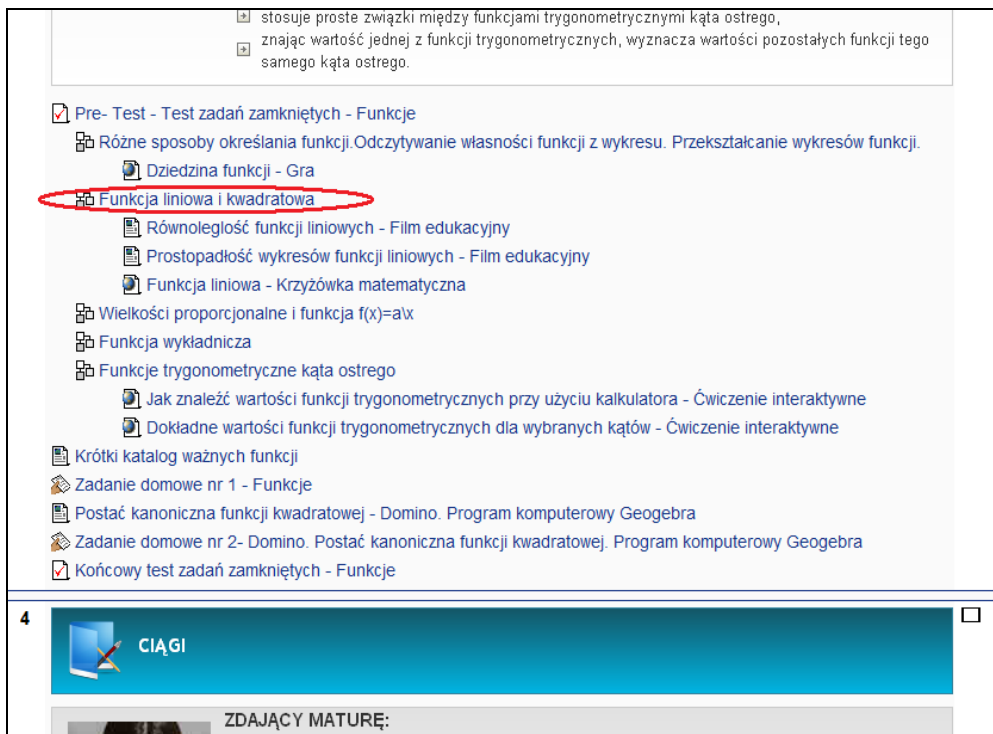 stosuje proste związki między funkcjami trygonometrycznymi kąta ostrego,
znając wartość jednej z funkcji trygonometrycznych, wyznacza wartości pozostałych funkcji tego
samego kąta ostrego.
Pre- Test - Test zadań zamkniętych - Funkcje
Różne sposoby określania funkcji.Odczytywanie własności funkcji z wykresu. Przekształcanie wykresów funkcji.
Dziedzina funkcji - Gra
Funkcja liniowa i kwadratowa
Równoleglość funkcji liniowych - Film edukacyjny
Prostopadłość wykresów funkcji liniowych - Film edukacyjny
Funkcja liniowa - Krzyżówka matematyczna
Wielkości proporcjonalne i funkcja f(x)=a\x
Funkcja wykładnicza
Funkcje trygonometryczne kąta ostrego
Jak znaleźć wartości funkcji trygonometrycznych przy użyciu kalkulatora - Ćwiczenie interaktywne
Dokładne wartości funkcji trygonometrycznych dla wybranych kątów - Ćwiczenie interaktywne
Krótki katalog ważnych funkcji
Zadanie domowe nr 1 - Funkcje
Postać kanoniczna funkcji kwadratowej - Domino. Program komputerowy Geogebra
Zadanie domowe nr 2- Domino. Postać kanoniczna funkcji kwadratowej. Program komputerowy Geogebra
Końcowy test zadań zamkniętych - Funkcje
4
CIĄGI
ZDAJĄCY MATURĘ: